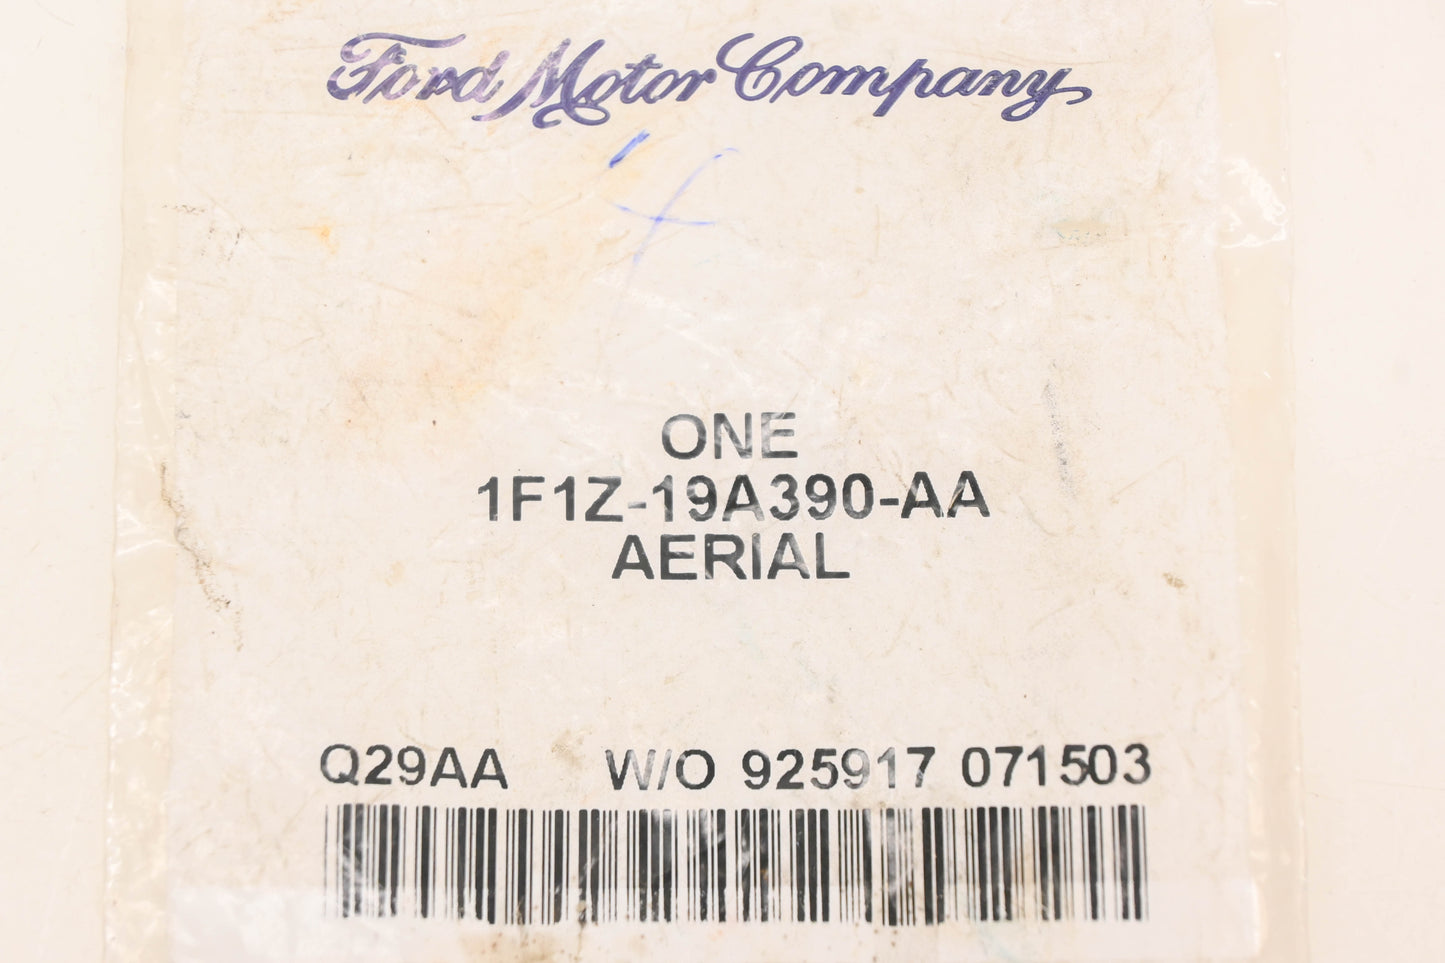 Ford Motor Company
ONE
1F1Z-19A390-AA
AERIAL
Q29AA W/O 925917 071503